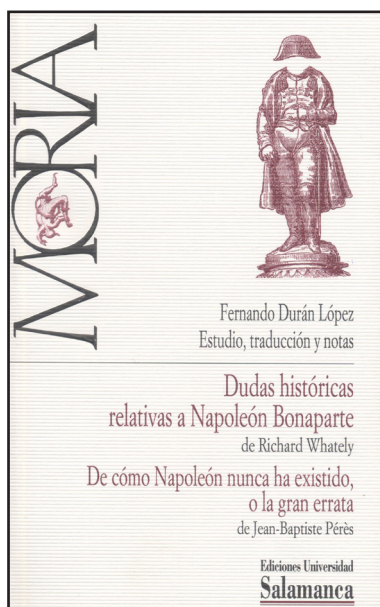 MORIA
Fernando Durán López
Estudio, traducción y notas
Dudas históricas
relativas a Napoleón Bonaparte
de Richard Whately
De cómo Napoleón nunca ha existido,
o la gran errata
de Jean-Baptiste Pérès
Ediciones Universidad
Salamanca